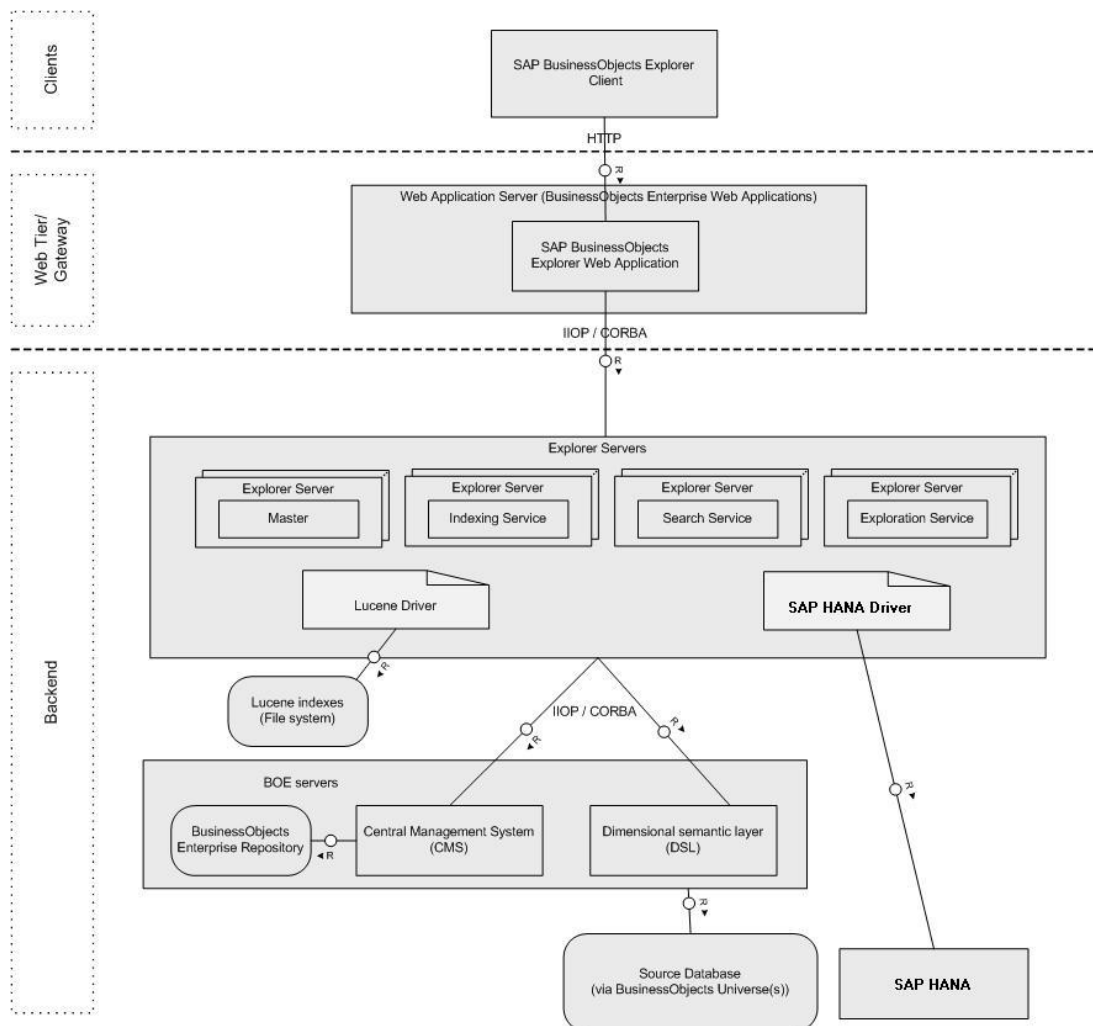 Clients
SAP BusinessObjects Explorer
Client
HTTP
R
Web Tier/
Gateway
Web Application Server (BusinessObjects Enterprise Web Applications)
SAP BusinessObjects
Explorer Web Application
IIOP / CORBA
R
Backend
Explorer Servers
Explorer Server
Master
Explorer Server
Indexing Service
Explorer Server
Search Service
Explorer Server
Exploration Service
Lucene Driver
SAP HANA Driver
R
Lucene indexes
(File system)
IIOP / CORBA
R
R
R
BOE servers
BusinessObjects
Enterprise Repository
R
Central Management System
(CMS)
Dimensional semantic layer
(DSL)
R
Source Database
(via BusinessObjects Universe(s))
SAP HANA